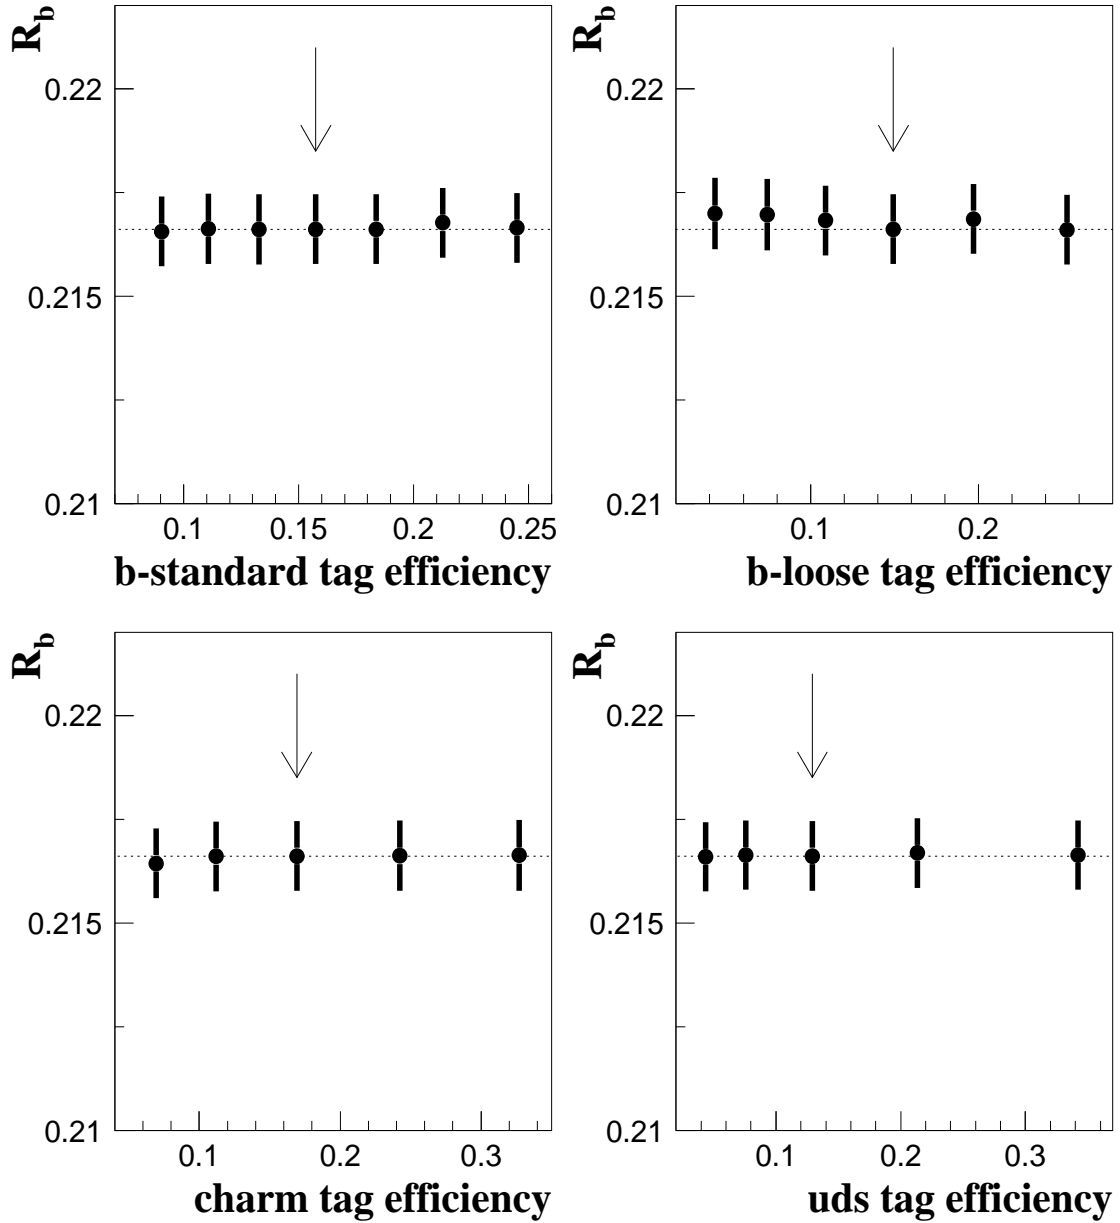 R_b
0.22
0.215
0.21
0.1 0.15 0.2 0.25
b-standard tag efficiency
R_b
0.22
0.215
0.21
0.1 0.2
b-loose tag efficiency
R_b
0.22
0.215
0.21
0.1 0.2 0.3
charm tag efficiency
R_b
0.22
0.215
0.21
0.1 0.2 0.3
uds tag efficiency